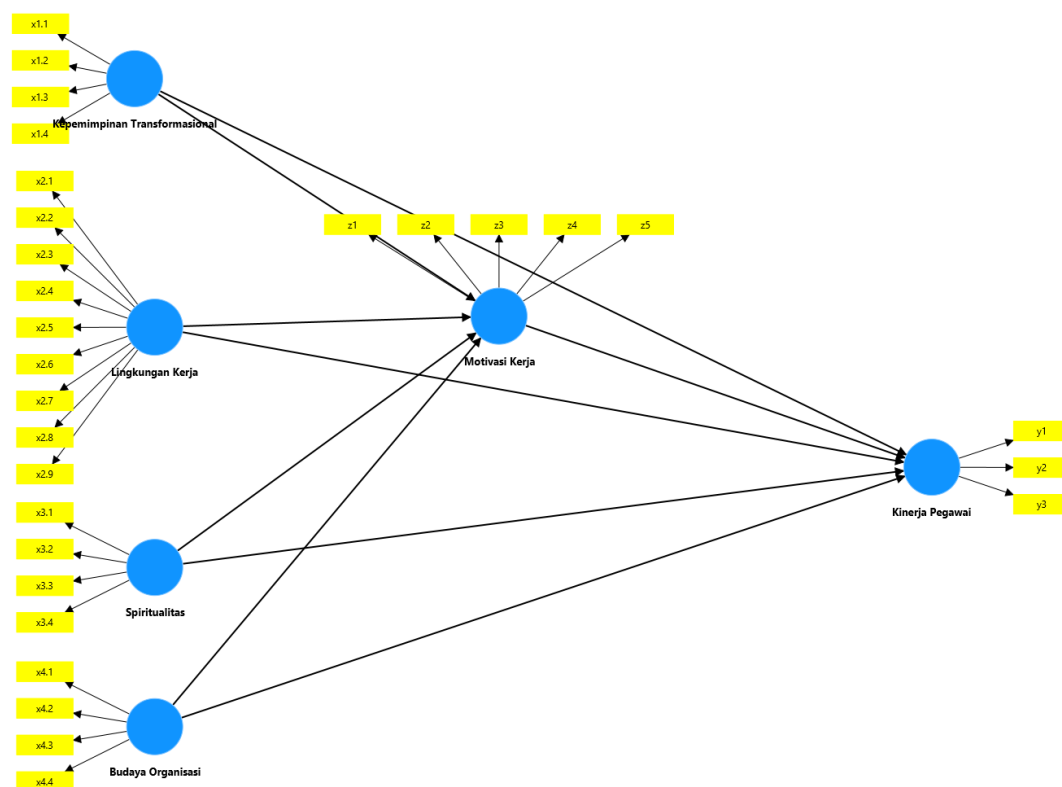 x1.1
x1.2
x1.3
x1.4
Kepemimpinan Transformasional
x2.1
x2.2
x2.3
x2.4
x2.5
x2.6
x2.7
x2.8
x2.9
Lingkungan Kerja
z1
z2
z3
z4
z5
Motivasi Kerja
x3.1
x3.2
x3.3
x3.4
Spiritualitas
x4.1
x4.2
x4.3
x4.4
Budaya Organisasi
y1
y2
y3
Kinerja Pegawai